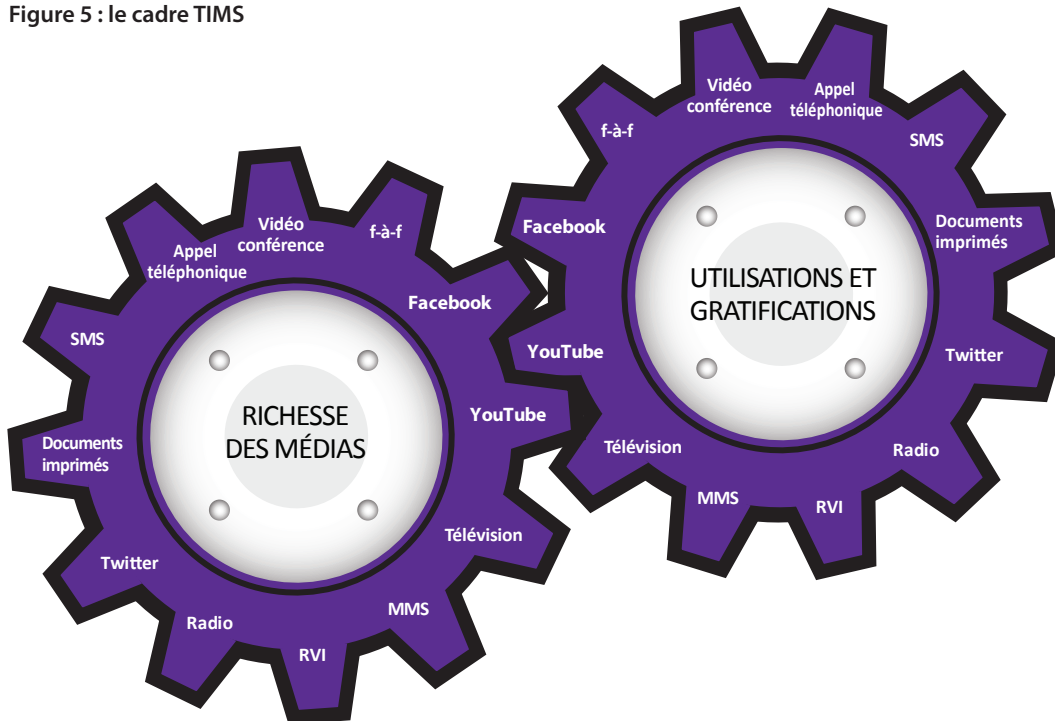 Figure 5 : le cadre TIMS
Vidéo
conférence
Appel
téléphonique
SMS
Documents
imprimés
Twitter
Radio
RVI
MMS
Télévision
YouTube
Facebook
f-à-f
UTILISATIONS ET
GRATIFICATIONS
Vidéo
conférence
f-à-f
Facebook
YouTube
Télévision
MMS
RVI
Radio
Twitter
Documents
imprimés
SMS
Appel
téléphonique
RICHESSE
DES MÉDIAS